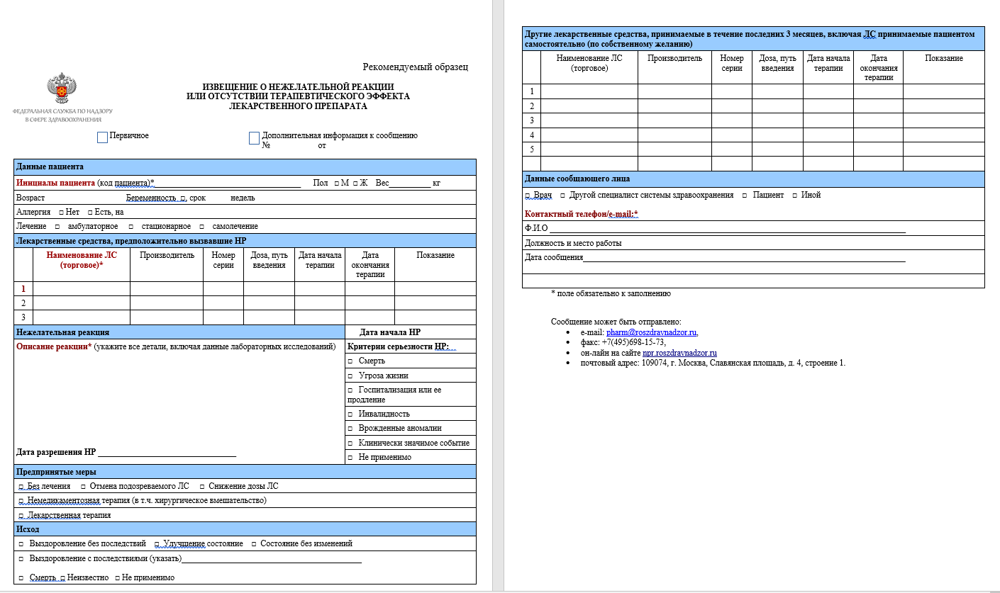 Рекомендуемый образец
ФЕДЕРАЛЬНАЯ СЛУЖБА ПО НАДЗОРУ
В СФЕРЕ ЗДРАВООХРАНЕНИЯ
ИЗВЕЩЕНИЕ О НЕЖЕЛАТЕЛЬНОЙ РЕАКЦИИ
ИЛИ ОТСУТСТВИИ ТЕРАПЕВТИЧЕСКОГО ЭФФЕКТА
ЛЕКАРСТВЕННОГО ПРЕПАРАТА
Первичное
Дополнительная информация к сообщению
№ от
Данные пациента
Инициалы пациента (код пациента)*__________ Пол □ М □ Ж Вес__________ кг
Возраст Беременность □, срок недель
Аллергия □ Нет □ Есть, на
Лечение □ амбулаторное □ стационарное □ самолечение
Лекарственные средства, предположительно вызвавшие НР
Наименование ЛС (торговое)* Производитель Номер серии Доза, путь введения Дата начала терапии Дата окончания терапии Показание
1
2
3
Нежелательная реакция Дата начала НР
Описание реакции* (укажите все детали, включая данные лабораторных исследований)
Дата разрешения НР __________
Критерии серьезности НР:
□ Смерть
□ Угроза жизни
□ Госпитализация или ее
продление
□ Инвалидность
□ Врожденные аномалии
□ Клинически значимое событие
□ Не применимо
Предпринятые меры
□ Без лечения □ Отмена подозреваемого ЛС □ Снижение дозы ЛС
□ Немедикаментозная терапия (в т.ч. хирургическое вмешательство)
□ Лекарственная терапия
Исход
□ Выздоровление без последствий □ Улучшение состояние □ Состояние без изменений
□ Выздоровление с последствиями (указать)__________
□ Смерть □ Неизвестно □ Не применимо
Другие лекарственные средства, принимаемые в течение последних 3 месяцев, включая ЛС принимаемые пациентом
самостоятельно (по собственному желанию)
Наименование ЛС (торговое) Производитель Номер серии Доза, путь введения Дата начала терапии Дата окончания терапии Показание
1
2
3
4
5
Данные сообщающего лица
□ Врач □ Другой специалист системы здравоохранения □ Пациент □ Иной
Контактный телефон/e-mail:*
Ф.И.О __________
Должность и место работы
Дата сообщения__________
* поле обязательно к заполнению
Сообщение может быть отправлено:
• e-mail: pharm@roszdravnadzor.ru,
• факс: +7(495)698-15-73,
• он-лайн на сайте npr.roszdravnadzor.ru
• почтовый адрес: 109074, г. Москва, Славянская площадь, д. 4, строение 1.